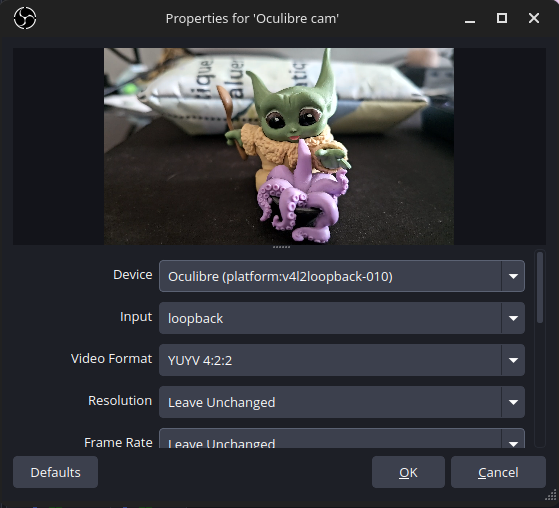 Properties for 'Oculibre cam'
Device
Oculibre (platform:v4l2loopback-010)
Input
loopback
Video Format
YUYV 4:2:2
Resolution
Leave Unchanged
Frame Rate
Leave Unchanged
Defaults
OK
Cancel